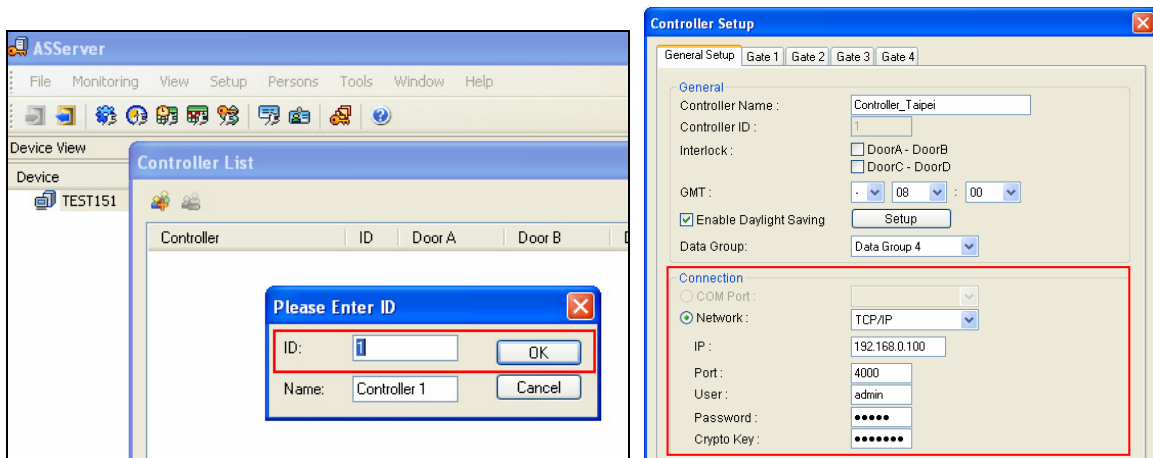 ASServer
File Monitoring View Setup Persons Tools Window Help
Device View
Device
TEST151
Controller List
Controller ID Door A Door B
Please Enter ID
ID: 1 OK
Name: Controller 1 Cancel
Controller Setup
General Setup Gate 1 Gate 2 Gate 3 Gate 4
General
Controller Name : Controller_Taipei
Controller ID : 1
Interlock : DoorA - DoorB
DoorC - DoorD
GMT : - 08 : 00
Enable Daylight Saving Setup
Data Group: Data Group 4
Connection
COM Port :
Network : TCP/IP
IP : 192.168.0.100
Port : 4000
User : admin
Password : •••••
Crypto Key : •••••••